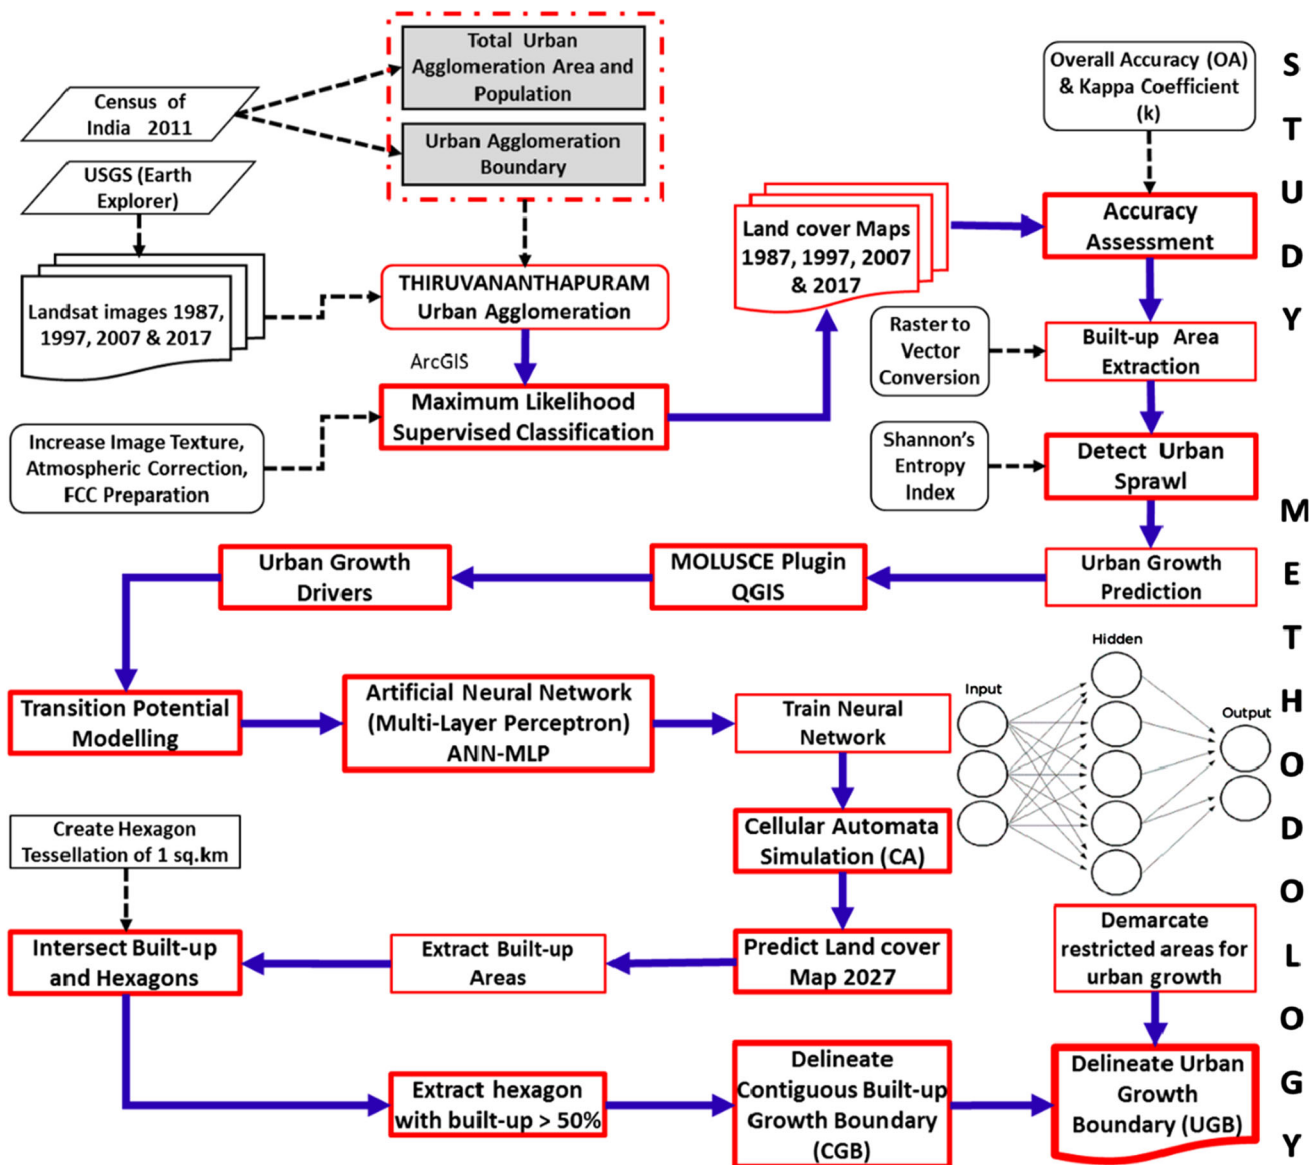 Total Urban
Agglomeration Area and
Population
Census of
India 2011
Urban Agglomeration
Boundary
USGS (Earth
Explorer)
Landsat images 1987,
1997, 2007 & 2017
THIRUVANANTHAPURAM
Urban Agglomeration
ArcGIS
Maximum Likelihood
Supervised Classification
Increase Image Texture,
Atmospheric Correction,
FCC Preparation
Land cover Maps
1987, 1997, 2007
& 2017
Overall Accuracy (OA)
& Kappa Coefficient
(k)
Accuracy
Assessment
Raster to
Vector
Conversion
Built-up Area
Extraction
Shannon's
Entropy
Index
Detect Urban
Sprawl
Urban Growth
Prediction
MOLUSCE Plugin
QGIS
Urban Growth
Drivers
Transition Potential
Modelling
Artificial Neural Network
(Multi-Layer Perceptron)
ANN-MLP
Train Neural
Network
Input
Hidden
Output
Cellular Automata
Simulation (CA)
Predict Land cover
Map 2027
Extract Built-up
Areas
Create Hexagon
Tessellation of 1 sq.km
Intersect Built-up
and Hexagons
Extract hexagon
with built-up > 50%
Delineate
Contiguous Built-up
Growth Boundary
(CGB)
Demarcate
restricted areas for
urban growth
Delineate Urban
Growth
Boundary (UGB)
STUDY METHODOLOGY